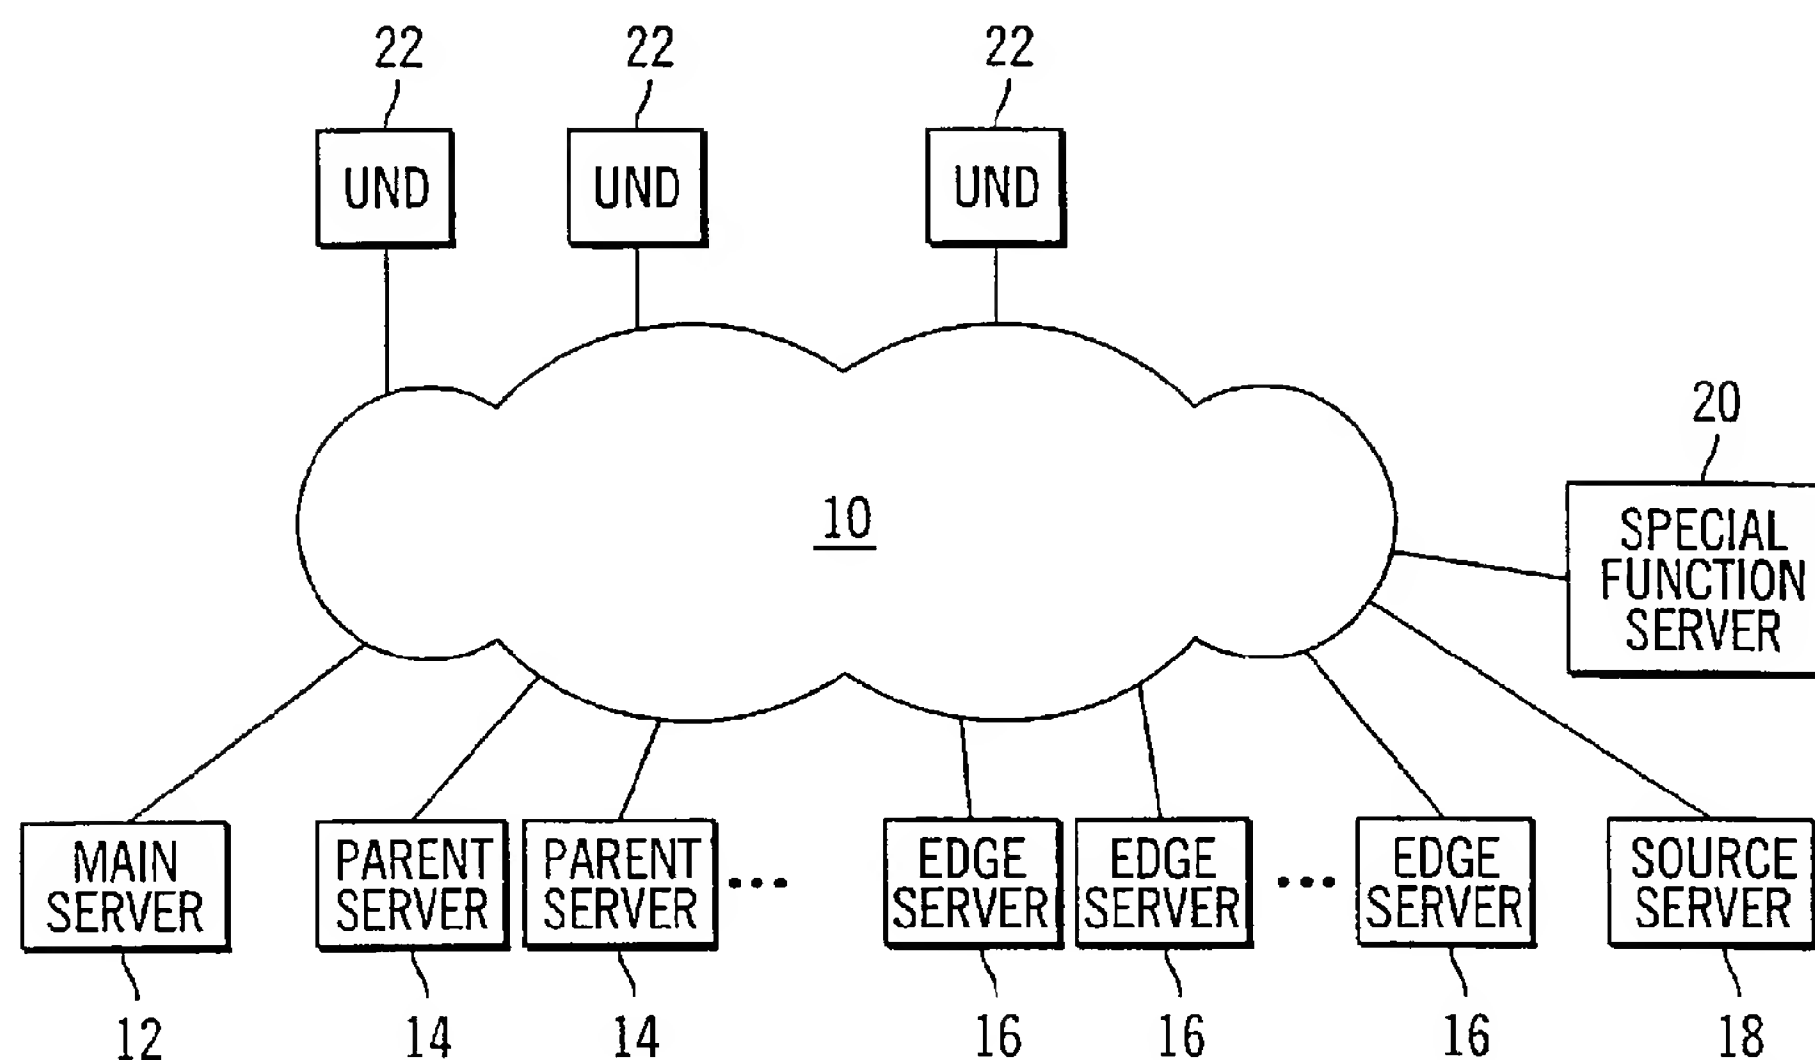 22 22 22
UND UND UND
20
10
SPECIAL
FUNCTION
SERVER
MAIN
SERVER
PARENT
SERVER
PARENT
SERVER
•••
EDGE
SERVER
EDGE
SERVER
•••
EDGE
SERVER
SOURCE
SERVER
12 14 14 16 16 16 18